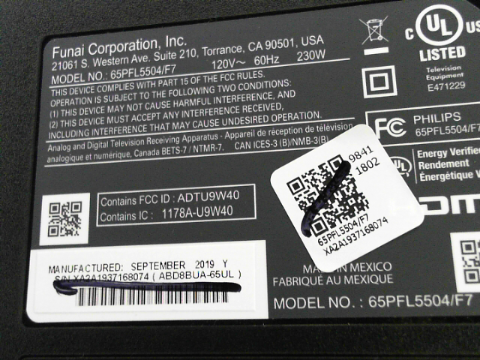 Funai Corporation, Inc.
21061 S. Western Ave, Suite 210, Torrance, CA 90501, USA
MODEL NO.: 65PFL5504/F7 120V~ 60Hz 230W
THIS DEVICE COMPLIES WITH PART 15 OF THE FCC RULES.
OPERATION IS SUBJECT TO THE FOLLOWING TWO CONDITIONS:
(1) THIS DEVICE MAY NOT CAUSE HARMFUL INTERFERENCE, AND
(2) THIS DEVICE MUST ACCEPT ANY INTERFERENCE RECEIVED,
INCLUDING INTERFERENCE THAT MAY CAUSE UNDESIRED OPERATION.
Analog and Digital Television Receiving Apparatus - Appareil de réception de télévision
analogique et numérique, Canada BETS-7 / NTMR-7. CAN ICES-3 (B)/NMB-3(B)
c UL US
LISTED
Television
Equipment
E471229
FC
PHILIPS
65PFL5504/F7
Energy Verified
Rendement
Énergétique
HDMI
Contains FCC ID: ADTU9W40
Contains IC: 1178A-U9W40
9841
1802
65PFL5504/F7
XA2A1937168074
MANUFACTURED: SEPTEMBER 2019 Y
S/N XA2A1937168074 ( ABD8BUA-65UL )
MADE IN MEXICO
FABRIQUÉ AU MEXIQUE
MODEL NO.: 65PFL5504/F7